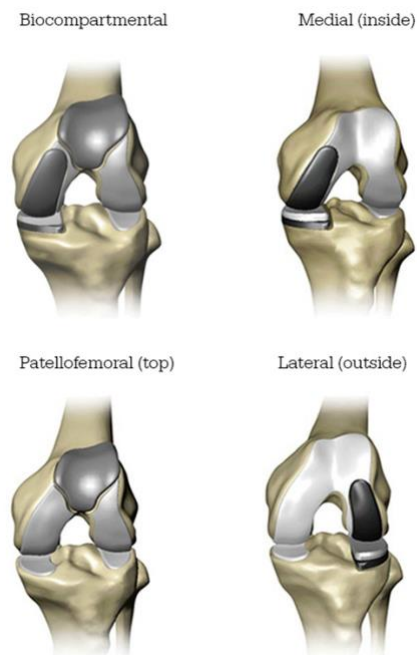 Biocompartmental
Medial (inside)
Patellofemoral (top)
Lateral (outside)